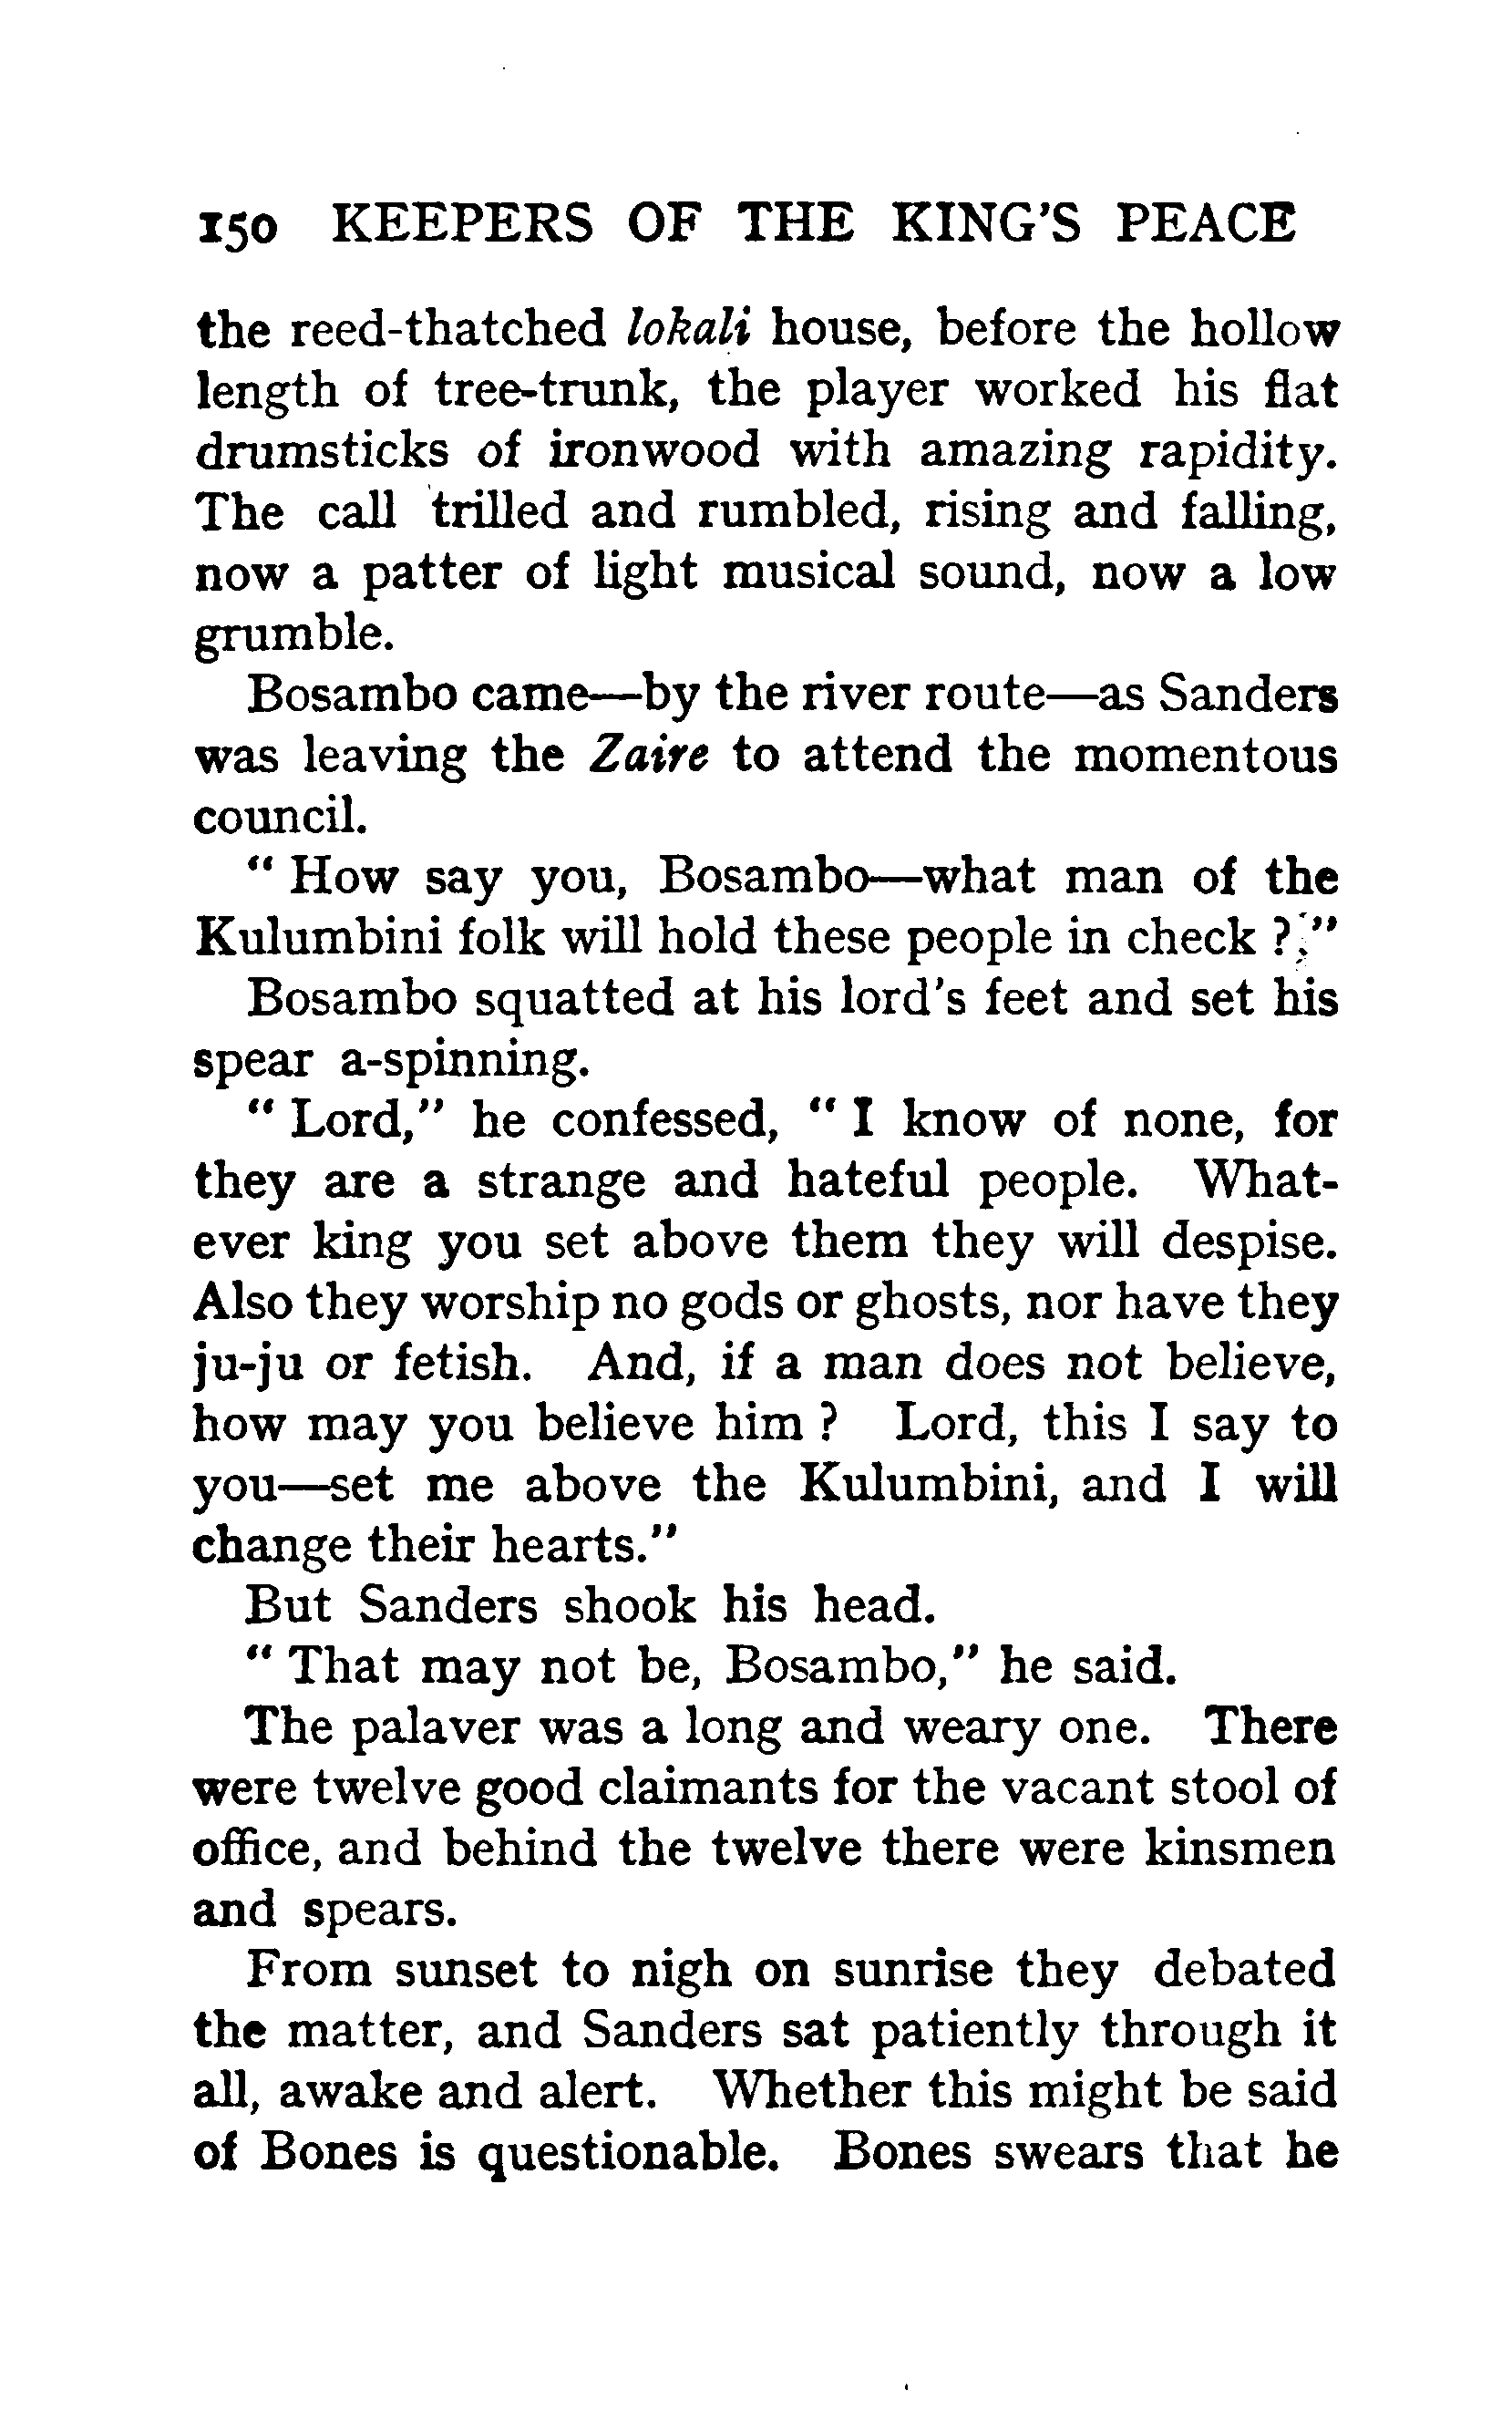 150 KEEPERS OF THE KING'S PEACE
the reed-thatched lokali house, before the hollow
length of tree-trunk, the player worked his flat
drumsticks of ironwood with amazing rapidity.
The call trilled and rumbled, rising and falling,
now a patter of light musical sound, now a low
grumble.
Bosambo came—by the river route—as Sanders
was leaving the Zaire to attend the momentous
council.
" How say you, Bosambo—what man of the
Kulumbini folk will hold these people in check ? "
Bosambo squatted at his lord's feet and set his
spear a-spinning.
" Lord," he confessed, " I know of none, for
they are a strange and hateful people. What-
ever king you set above them they will despise.
Also they worship no gods or ghosts, nor have they
ju-ju or fetish. And, if a man does not believe,
how may you believe him ? Lord, this I say to
you—set me above the Kulumbini, and I will
change their hearts."
But Sanders shook his head.
" That may not be, Bosambo," he said.
The palaver was a long and weary one. There
were twelve good claimants for the vacant stool of
office, and behind the twelve there were kinsmen
and spears.
From sunset to nigh on sunrise they debated
the matter, and Sanders sat patiently through it
all, awake and alert. Whether this might be said
of Bones is questionable. Bones swears that he